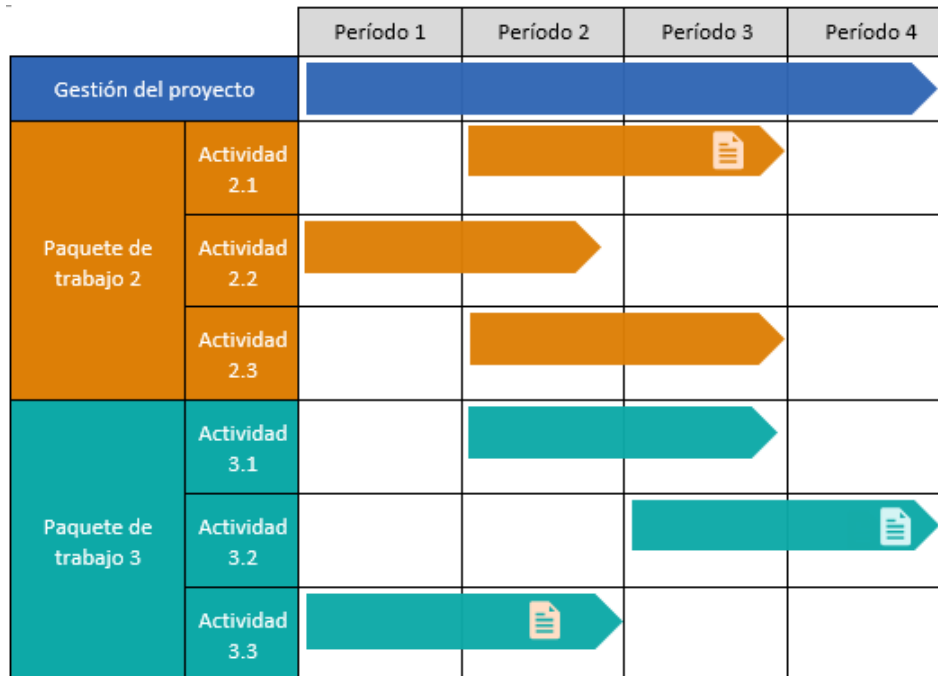 Período 1
Período 2
Período 3
Período 4
Gestión del proyecto
Paquete de
trabajo 2
Actividad
2.1
Actividad
2.2
Actividad
2.3
Paquete de
trabajo 3
Actividad
3.1
Actividad
3.2
Actividad
3.3